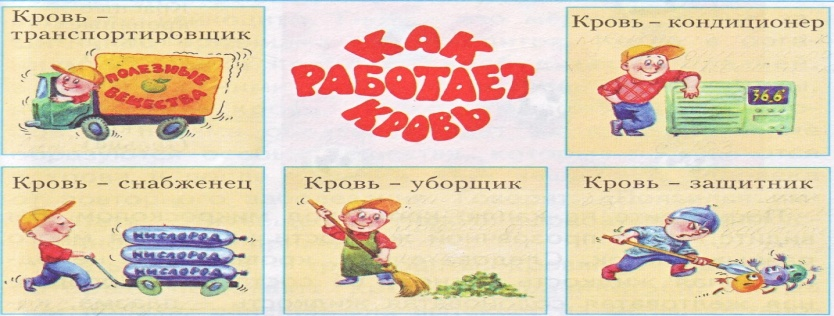 Кровь –
транспортировщик
ПОЛЕЗНЫЕ
ВЕЩЕСТВА
КАК
РАБОТАЕТ
КРОВЬ
Кровь – кондиционер
36,6°
Кровь – снабженец
КИСЛОРОД
КИСЛОРОД
КИСЛОРОД
Кровь – уборщик
Кровь – защитник